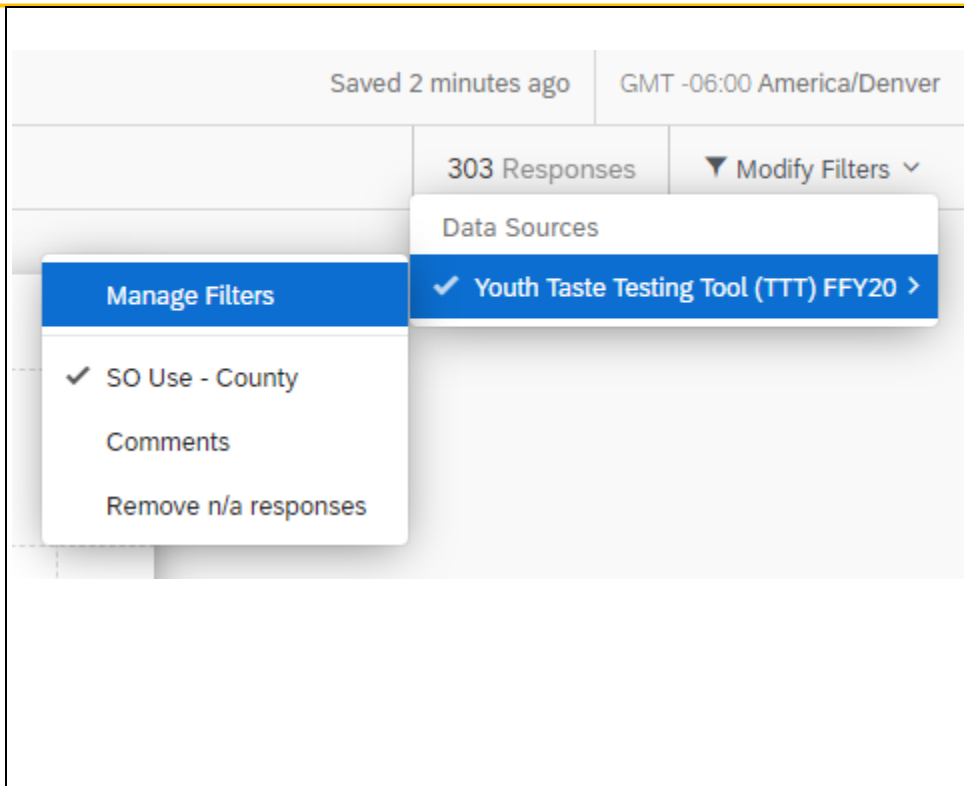 Saved 2 minutes ago GMT -06:00 America/Denver
303 Responses Modify Filters
Data Sources
Youth Taste Testing Tool (TTT) FFY20
Manage Filters
SO Use - County
Comments
Remove n/a responses